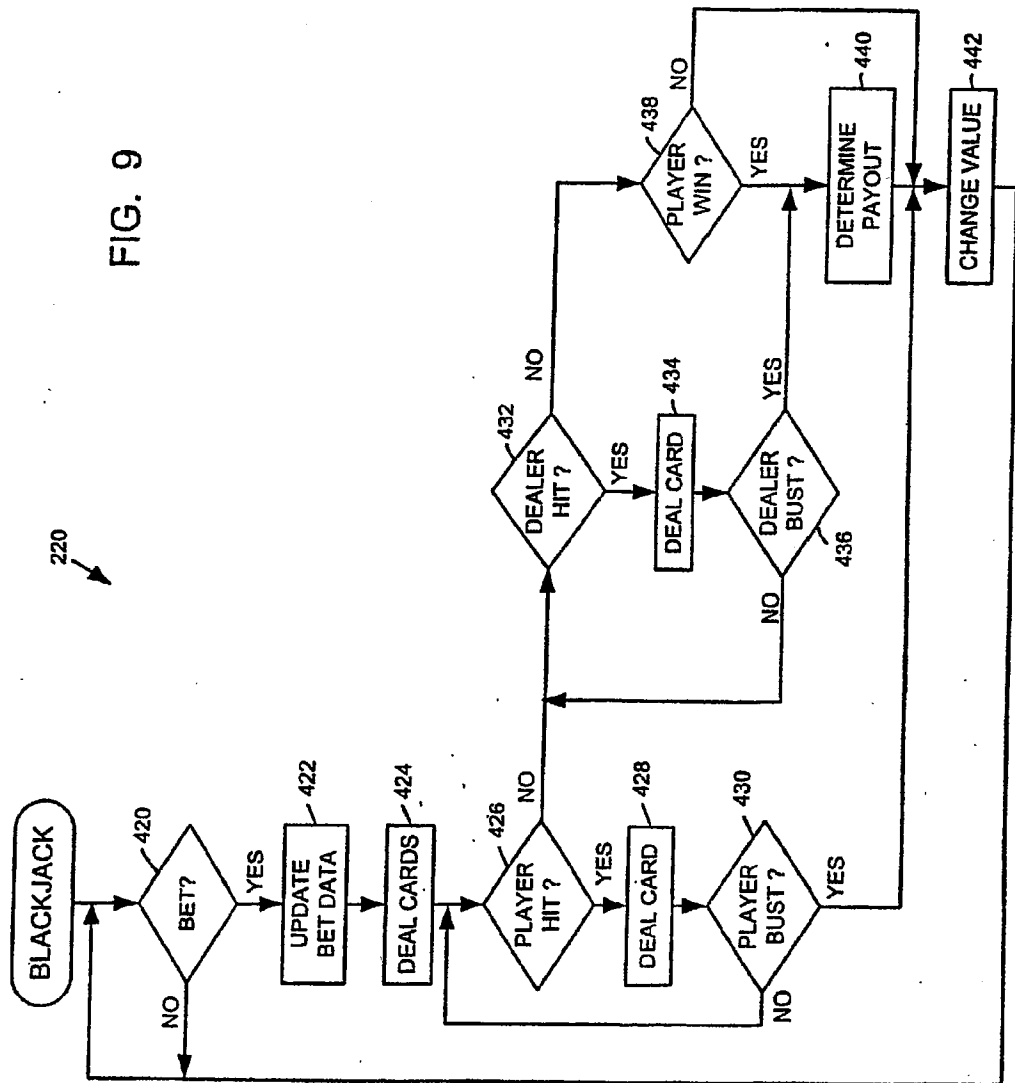 FIG. 9
220
BLACKJACK
420
BET?
NO
YES
422
UPDATE
BET DATA
424
DEAL CARDS
426
PLAYER
HIT ?
NO
YES
428
DEAL CARD
430
PLAYER
BUST ?
NO
YES
432
DEALER
HIT ?
NO
YES
434
DEAL CARD
DEALER
BUST ?
436
NO
YES
438
PLAYER
WIN ?
NO
YES
440
DETERMINE
PAYOUT
442
CHANGE VALUE